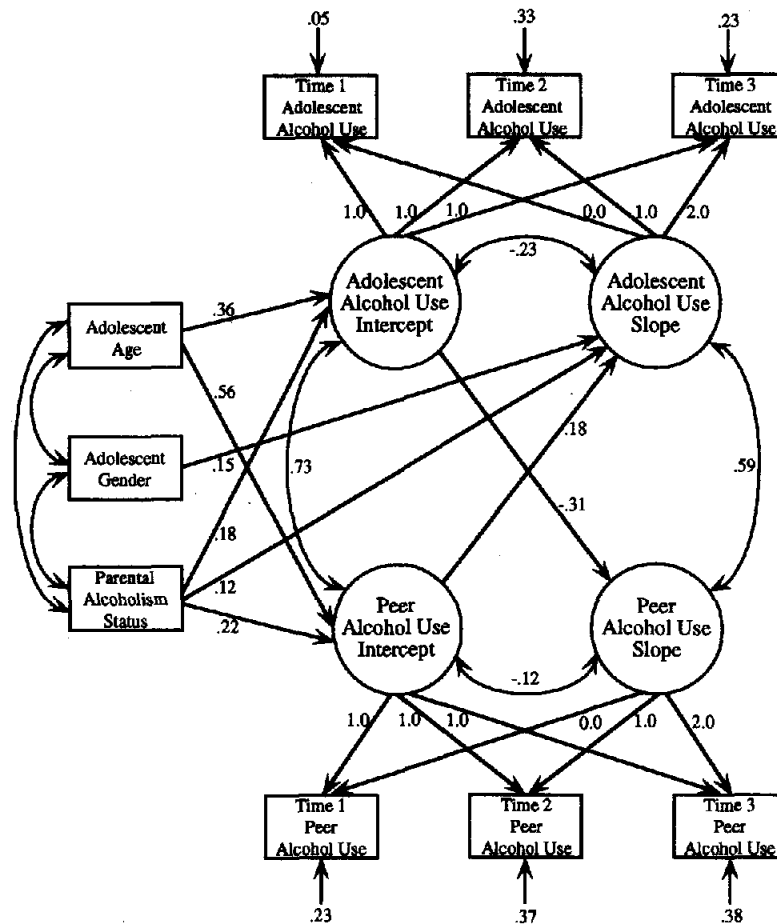 .05
.33
.23
Time 1
Adolescent
Alcohol Use
Time 2
Adolescent
Alcohol Use
Time 3
Adolescent
Alcohol Use
1.0
1.0
1.0
0.0
1.0
2.0
-.23
Adolescent
Alcohol Use
Intercept
Adolescent
Alcohol Use
Slope
Adolescent
Age
.36
.56
Adolescent
Gender
.15
.73
.18
.59
-.31
.18
Parental
Alcoholism
Status
.12
.22
Peer
Alcohol Use
Intercept
Peer
Alcohol Use
Slope
-.12
1.0
1.0
1.0
0.0
1.0
2.0
Time 1
Peer
Alcohol Use
Time 2
Peer
Alcohol Use
Time 3
Peer
Alcohol Use
.23
.37
.38